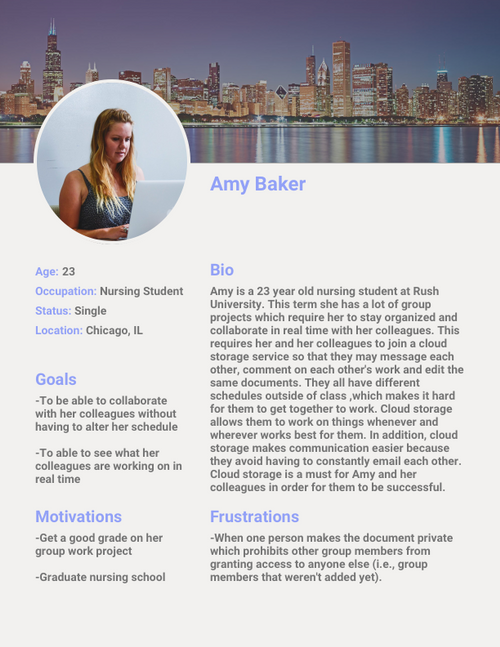 Amy Baker
Age: 23
Occupation: Nursing Student
Status: Single
Location: Chicago, IL
Goals
-To be able to collaborate
with her colleagues without
having to alter her schedule
-To able to see what her
colleagues are working on in
real time
Motivations
-Get a good grade on her
group work project
-Graduate nursing school
Bio
Amy is a 23 year old nursing student at Rush
University. This term she has a lot of group
projects which require her to stay organized and
collaborate in real time with her colleagues. This
requires her and her colleagues to join a cloud
storage service so that they may message each
other, comment on each other's work and edit the
same documents. They all have different
schedules outside of class ,which makes it hard
for them to get together to work. Cloud storage
allows them to work on things whenever and
wherever works best for them. In addition, cloud
storage makes communication easier because
they avoid having to constantly email each other.
Cloud storage is a must for Amy and her
colleagues in order for them to be successful.
Frustrations
-When one person makes the document private
which prohibits other group members from
granting access to anyone else (i.e., group
members that weren't added yet).